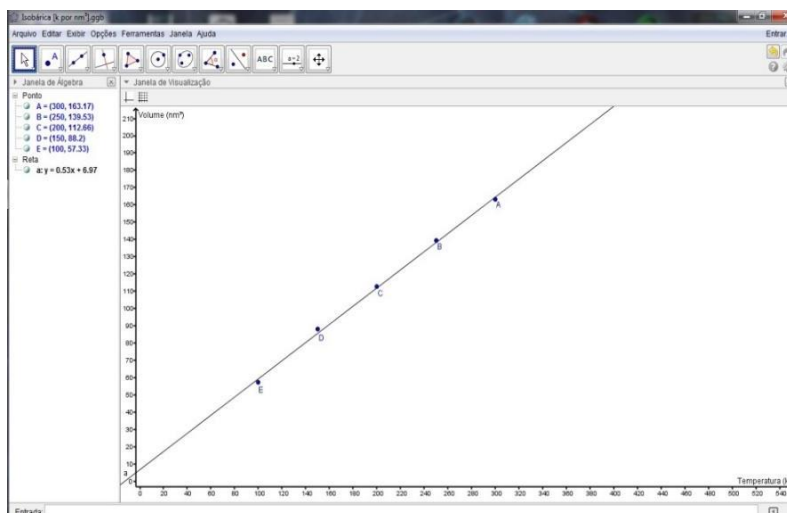 Isobárica [k por nm³].ggb
Arquivo Editar Exibir Opções Ferramentas Janela Ajuda
Entrar
ABC
a=2
Janela de Álgebra
Janela de Visualização
Ponto
A = (300, 163.17)
B = (250, 139.53)
C = (200, 112.66)
D = (150, 88.2)
E = (100, 57.33)
Reta
a: y = 0.53x + 6.97
Volume (nm³)
210
200
190
180
170
160
150
140
130
120
110
100
90
80
70
60
50
40
30
20
10
0
A
B
C
D
E
a
Temperatura (k
0 20 40 60 80 100 120 140 160 180 200 220 240 260 280 300 320 340 360 380 400 420 440 460 480 500 520 540
Entrada: